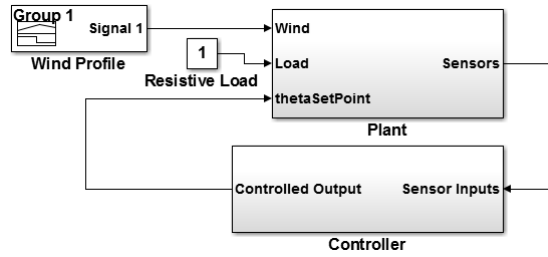 Group 1
Signal 1
Wind Profile
1
Resistive Load
Wind
Load
thetaSetPoint
Sensors
Plant
Controlled Output
Sensor Inputs
Controller